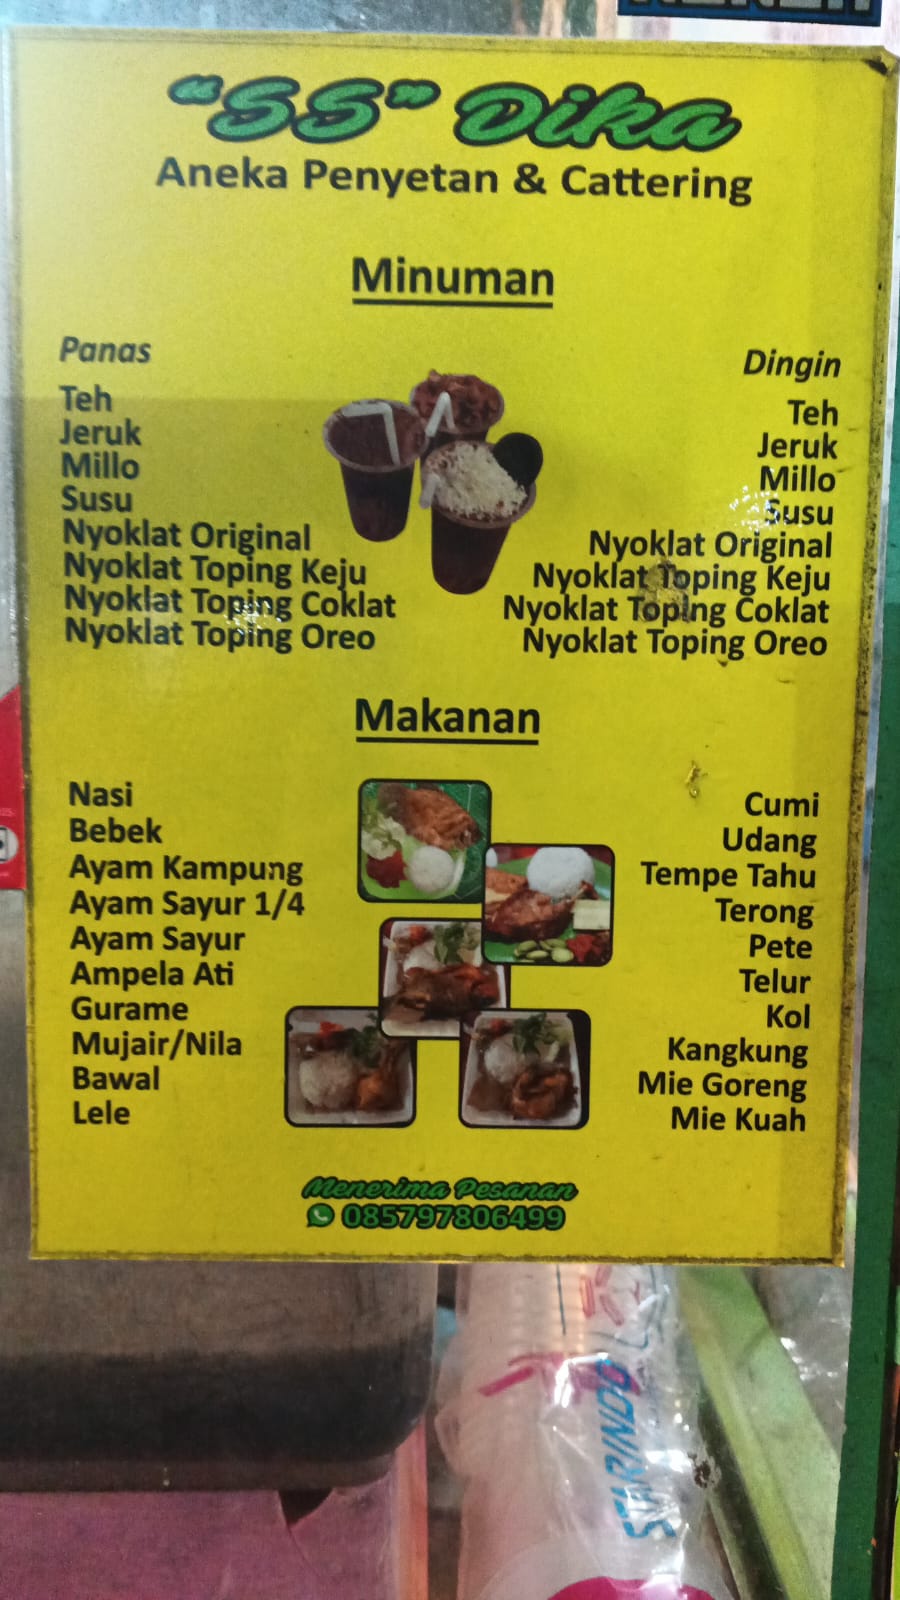 "SS" Dika
Aneka Penyetan & Cattering
Minuman
Panas
Teh
Jeruk
Millo
Susu
Nyoklat Original
Nyoklat Toping Keju
Nyoklat Toping Coklat
Nyoklat Toping Oreo
Dingin
Teh
Jeruk
Millo
Susu
Nyoklat Original
Nyoklat Toping Keju
Nyoklat Toping Coklat
Nyoklat Toping Oreo
Makanan
Nasi
Bebek
Ayam Kampung
Ayam Sayur 1/4
Ayam Sayur
Ampela Ati
Gurame
Mujair/Nila
Bawal
Lele
Cumi
Udang
Tempe Tahu
Terong
Pete
Telur
Kol
Kangkung
Mie Goreng
Mie Kuah
Menerima Pesanan
085797806499
STARINDO